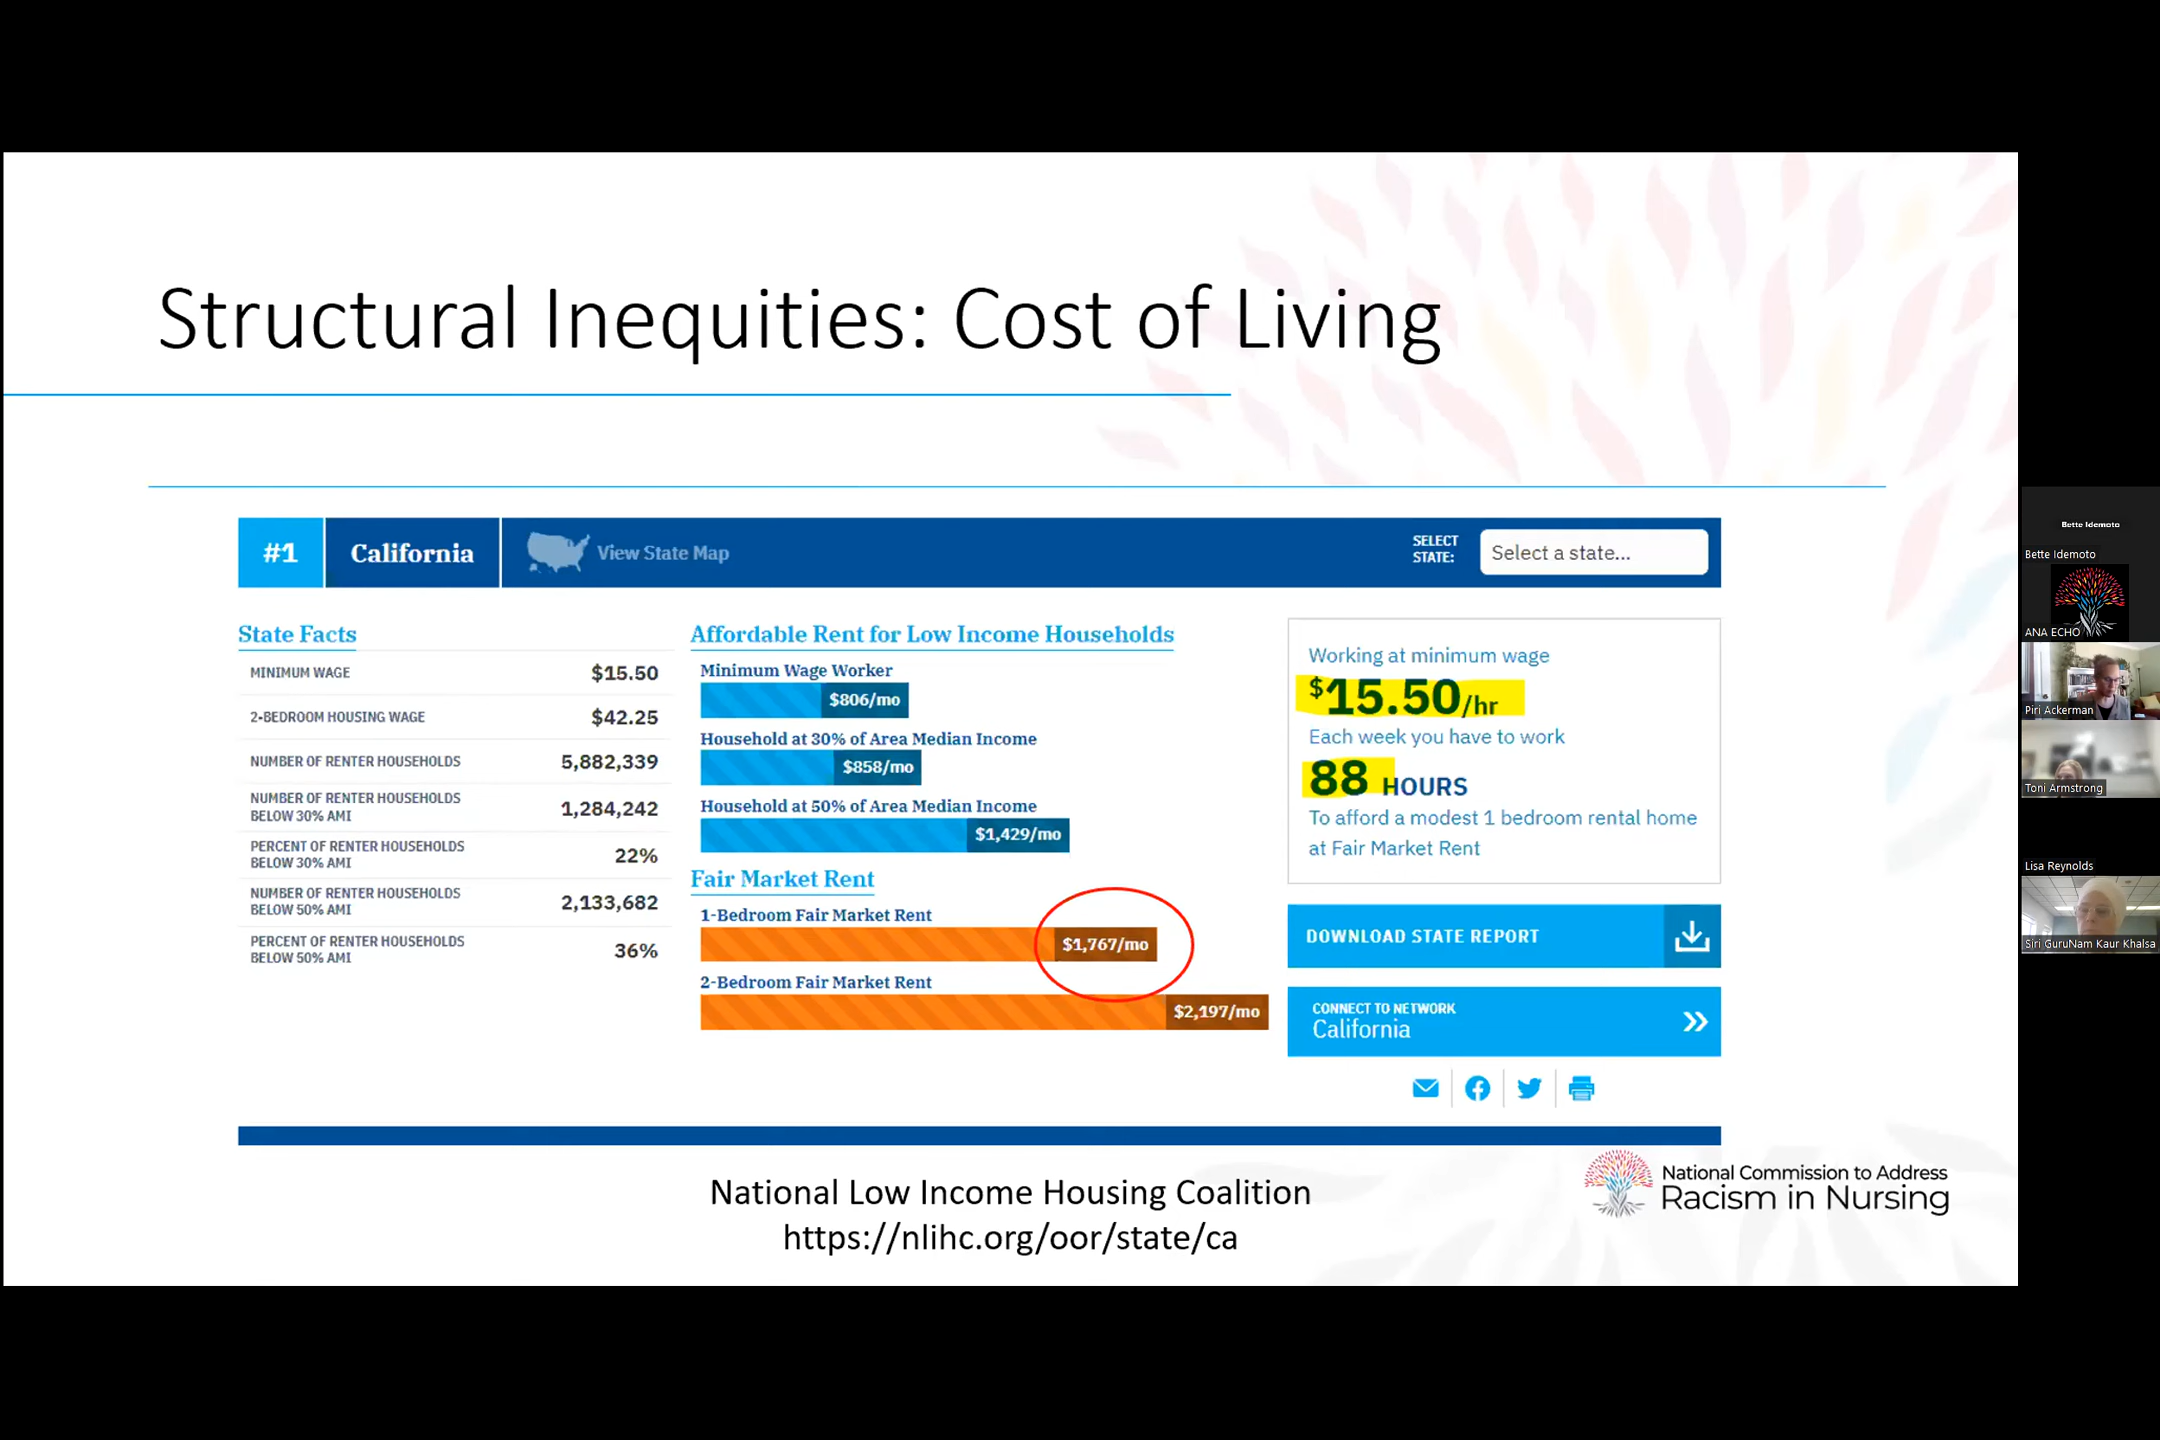 Structural Inequities: Cost of Living
#1
California
View State Map
SELECT
STATE:
Select a state...
State Facts
MINIMUM WAGE $15.50
2-BEDROOM HOUSING WAGE $42.25
NUMBER OF RENTER HOUSEHOLDS 5,882,339
NUMBER OF RENTER HOUSEHOLDS
BELOW 30% AMI 1,284,242
PERCENT OF RENTER HOUSEHOLDS
BELOW 30% AMI 22%
NUMBER OF RENTER HOUSEHOLDS
BELOW 50% AMI 2,133,682
PERCENT OF RENTER HOUSEHOLDS
BELOW 50% AMI 36%
Affordable Rent for Low Income Households
Minimum Wage Worker
$806/mo
Household at 30% of Area Median Income
$858/mo
Household at 50% of Area Median Income
$1,429/mo
Fair Market Rent
1-Bedroom Fair Market Rent
$1,767/mo
2-Bedroom Fair Market Rent
$2,197/mo
Working at minimum wage
$15.50/hr
Each week you have to work
88 HOURS
To afford a modest 1 bedroom rental home
at Fair Market Rent
DOWNLOAD STATE REPORT
CONNECT TO NETWORK
California
National Low Income Housing Coalition
https://nlihc.org/oor/state/ca
National Commission to Address
Racism in Nursing
Bette Idemoto
Bette Idemoto
ANA ECHO
Piri Ackerman
Toni Armstrong
Lisa Reynolds
Siri GuruNam Kaur Khalsa